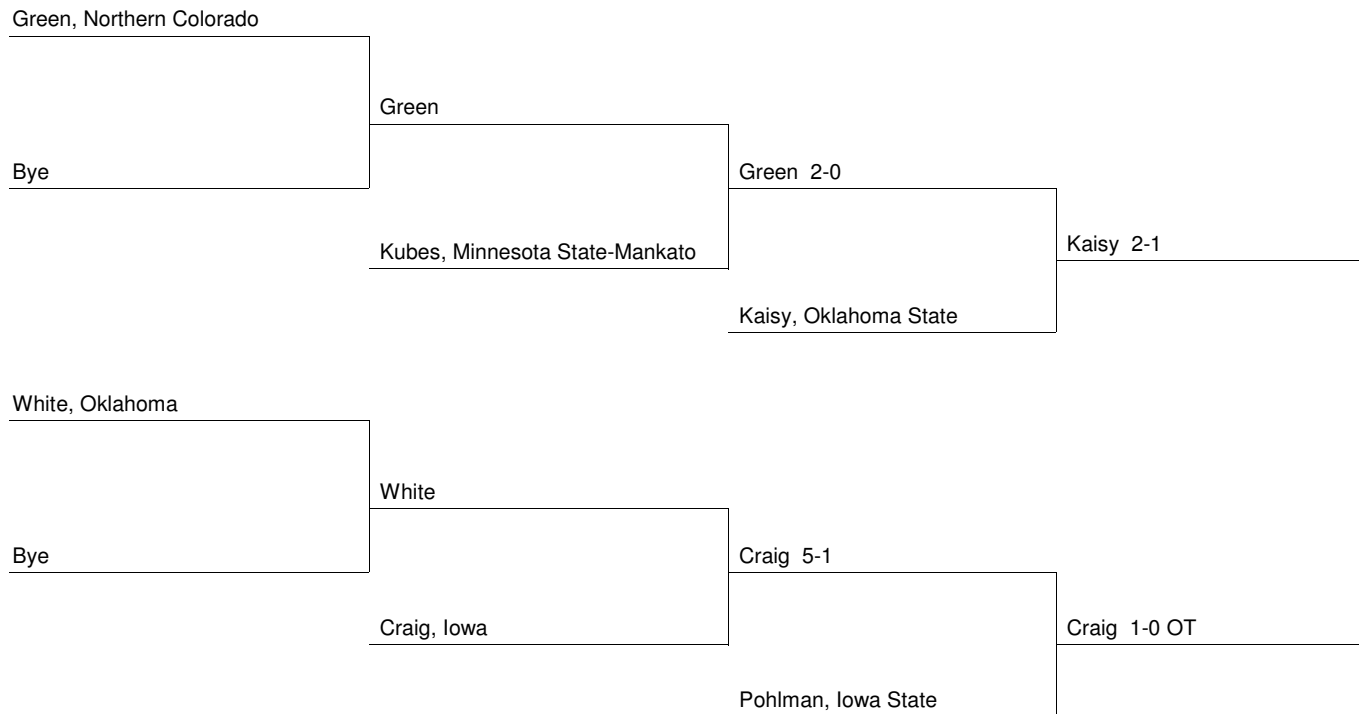 Green, Northern Colorado
Green
Bye
Green 2-0
Kaisy 2-1
Kubes, Minnesota State-Mankato
Kaisy, Oklahoma State
White, Oklahoma
White
Bye
Craig 5-1
Craig, Iowa
Craig 1-0 OT
Pohlman, Iowa State